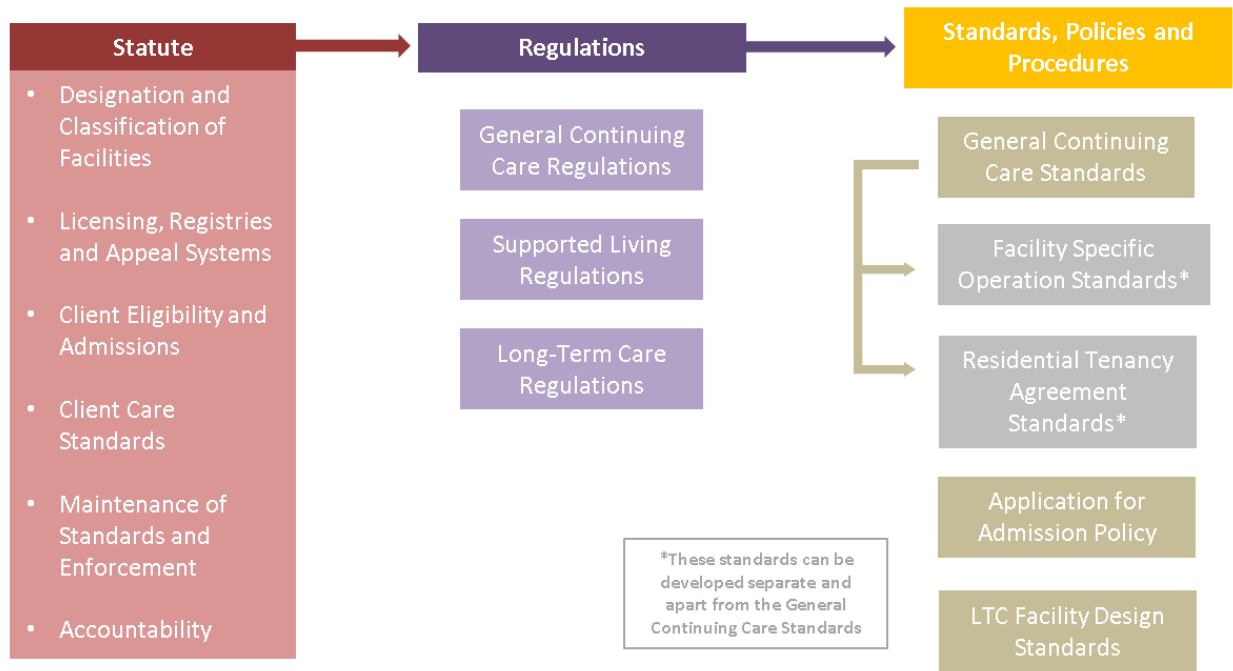 Statute
• Designation and
Classification of
Facilities
• Licensing, Registries
and Appeal Systems
• Client Eligibility and
Admissions
• Client Care
Standards
• Maintenance of
Standards and
Enforcement
• Accountability
Regulations
General Continuing
Care Regulations
Supported Living
Regulations
Long-Term Care
Regulations
Standards, Policies and
Procedures
General Continuing
Care Standards
Facility Specific
Operation Standards*
Residential Tenancy
Agreement
Standards*
Application for
Admission Policy
LTC Facility Design
Standards
*These standards can be
developed separate and
apart from the General
Continuing Care Standards